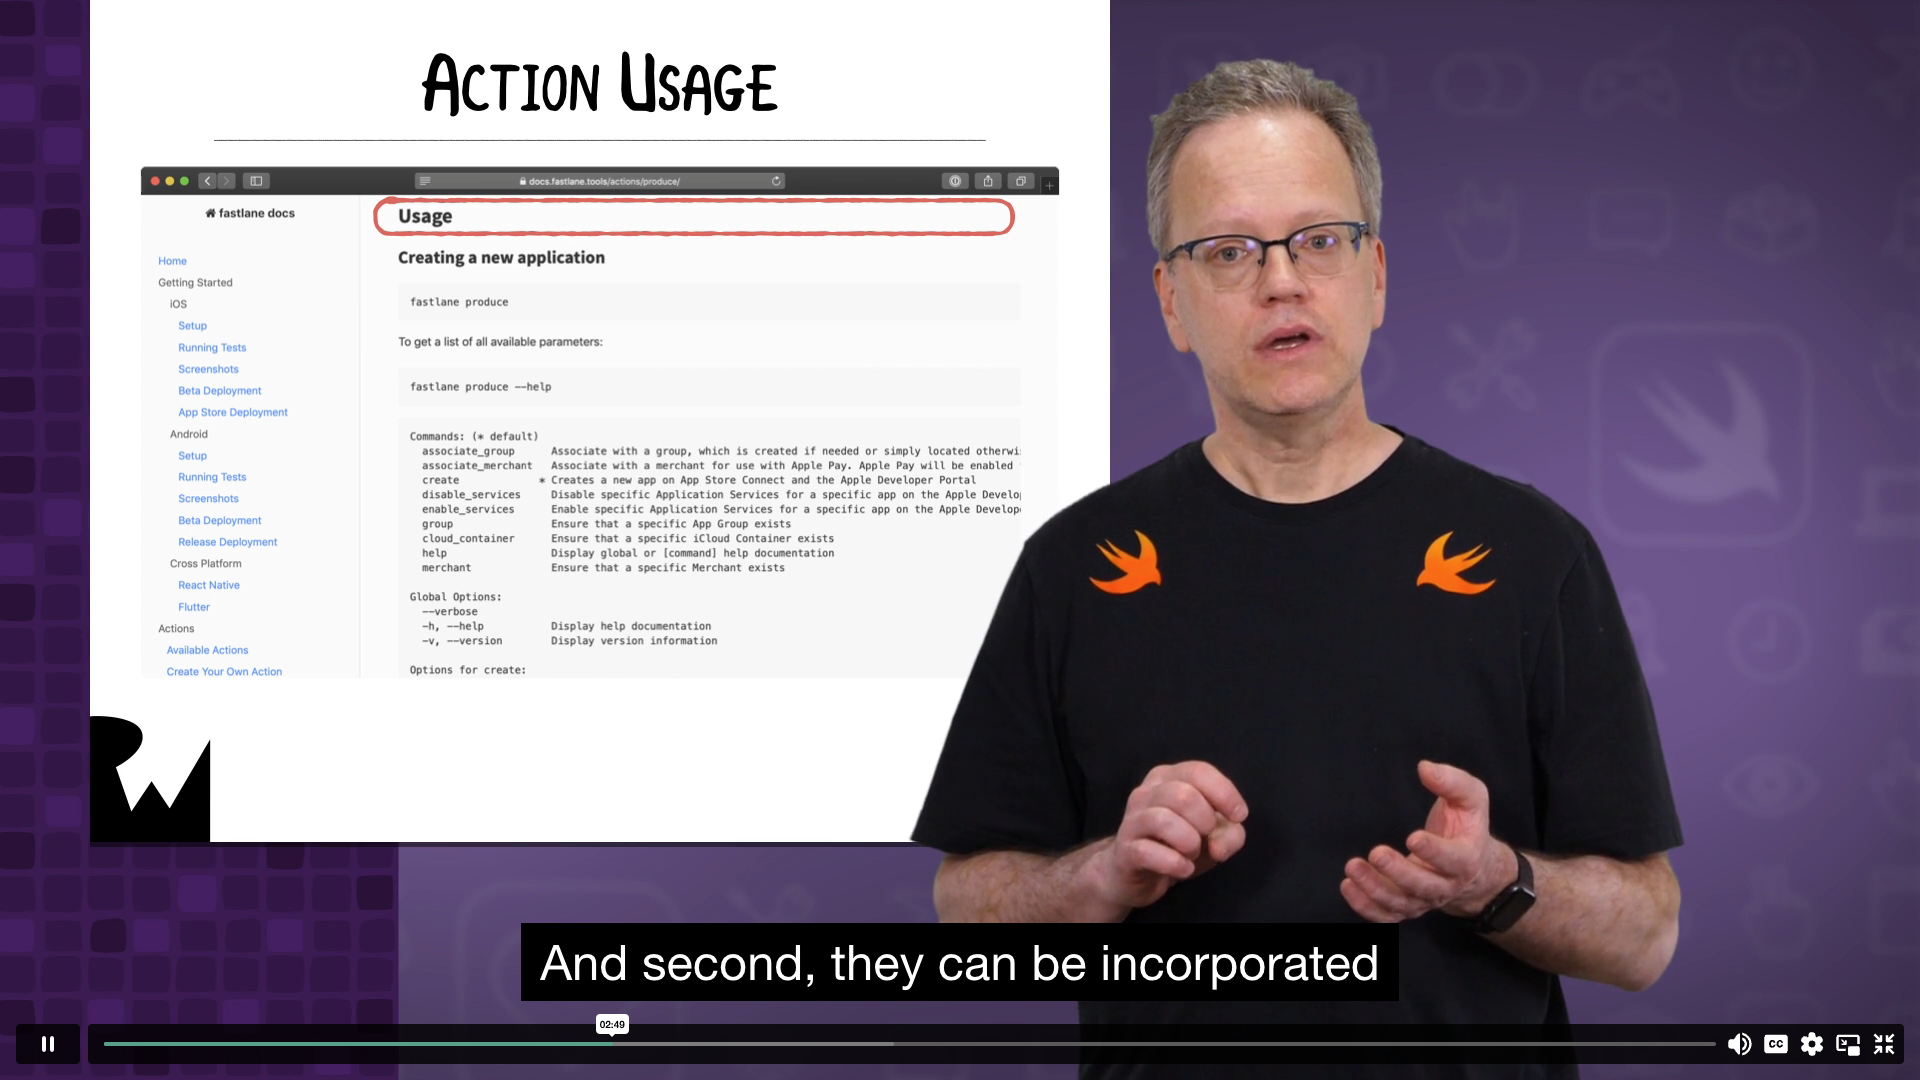 ACTION USAGE
docs.fastlane.tools/actions/produce/
fastlane docs
Home
Getting Started
iOS
Setup
Running Tests
Screenshots
Beta Deployment
App Store Deployment
Android
Setup
Running Tests
Screenshots
Beta Deployment
Release Deployment
Cross Platform
React Native
Flutter
Actions
Available Actions
Create Your Own Action
Usage
Creating a new application
fastlane produce
To get a list of all available parameters:
fastlane produce --help
Commands: (* default)
associate_group Associate with a group, which is created if needed or simply located otherwi
associate_merchant Associate with a merchant for use with Apple Pay. Apple Pay will be enabled
create * Creates a new app on App Store Connect and the Apple Developer Portal
disable_services Disable specific Application Services for a specific app on the Apple Develop
enable_services Enable specific Application Services for a specific app on the Apple Develope
group Ensure that a specific App Group exists
cloud_container Ensure that a specific iCloud Container exists
help Display global or [command] help documentation
merchant Ensure that a specific Merchant exists
Global Options:
--verbose
-h, --help Display help documentation
-v, --version Display version information
Options for create:
RW
And second, they can be incorporated
02:49
CC